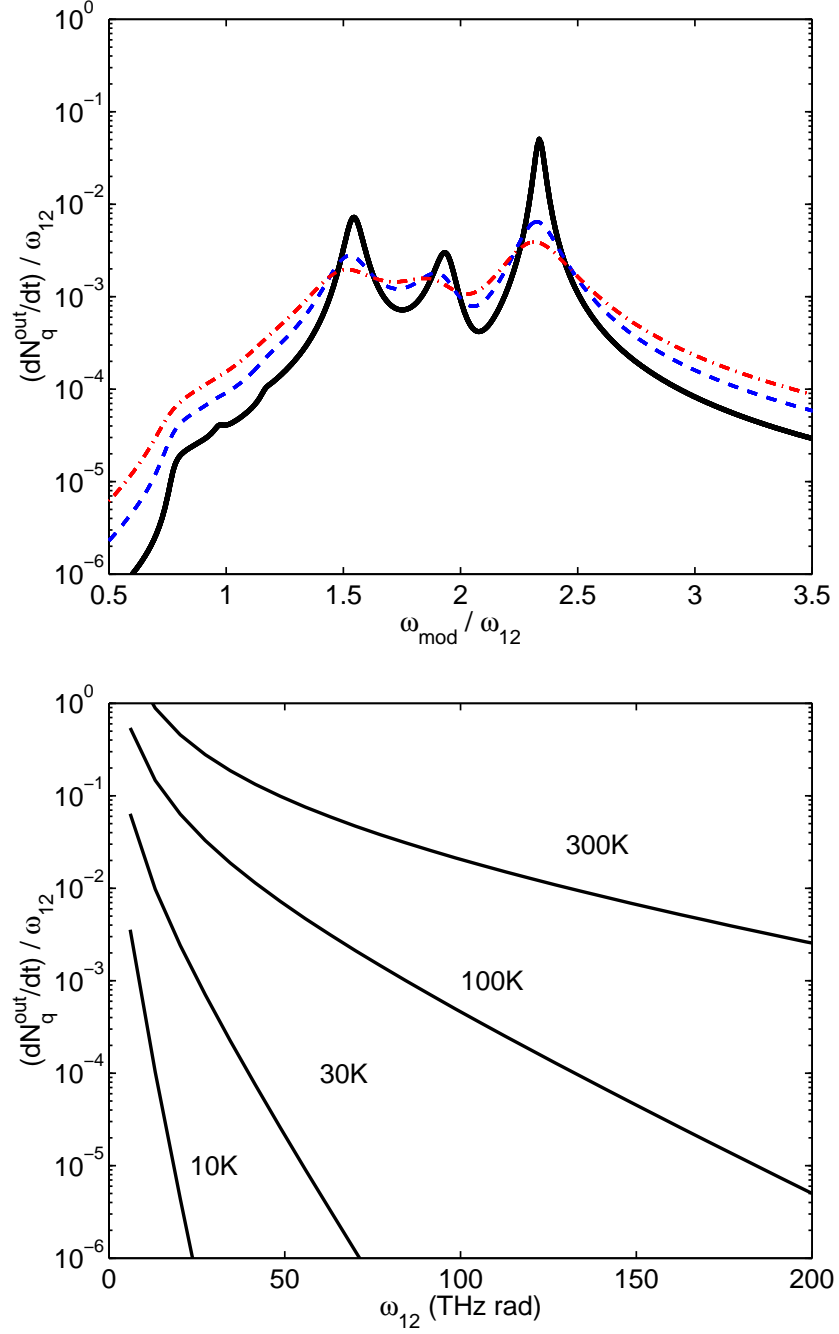 10^0
10^-1
10^-2
10^-3
10^-4
10^-5
10^-6
(dN_q^out/dt) / ω_12
0.5 1 1.5 2 2.5 3 3.5
ω_mod / ω_12
10^0
10^-1
10^-2
10^-3
10^-4
10^-5
10^-6
(dN_q^out/dt) / ω_12
300K
100K
30K
10K
0 50 100 150 200
ω_12 (THz rad)